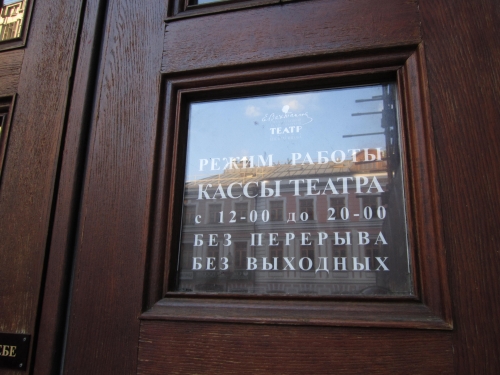 ТЕАТР
РЕЖИМ РАБОТЫ
КАССЫ ТЕАТРА
с 12-00 до 20-00
БЕЗ ПЕРЕРЫВА
БЕЗ ВЫХОДНЫХ